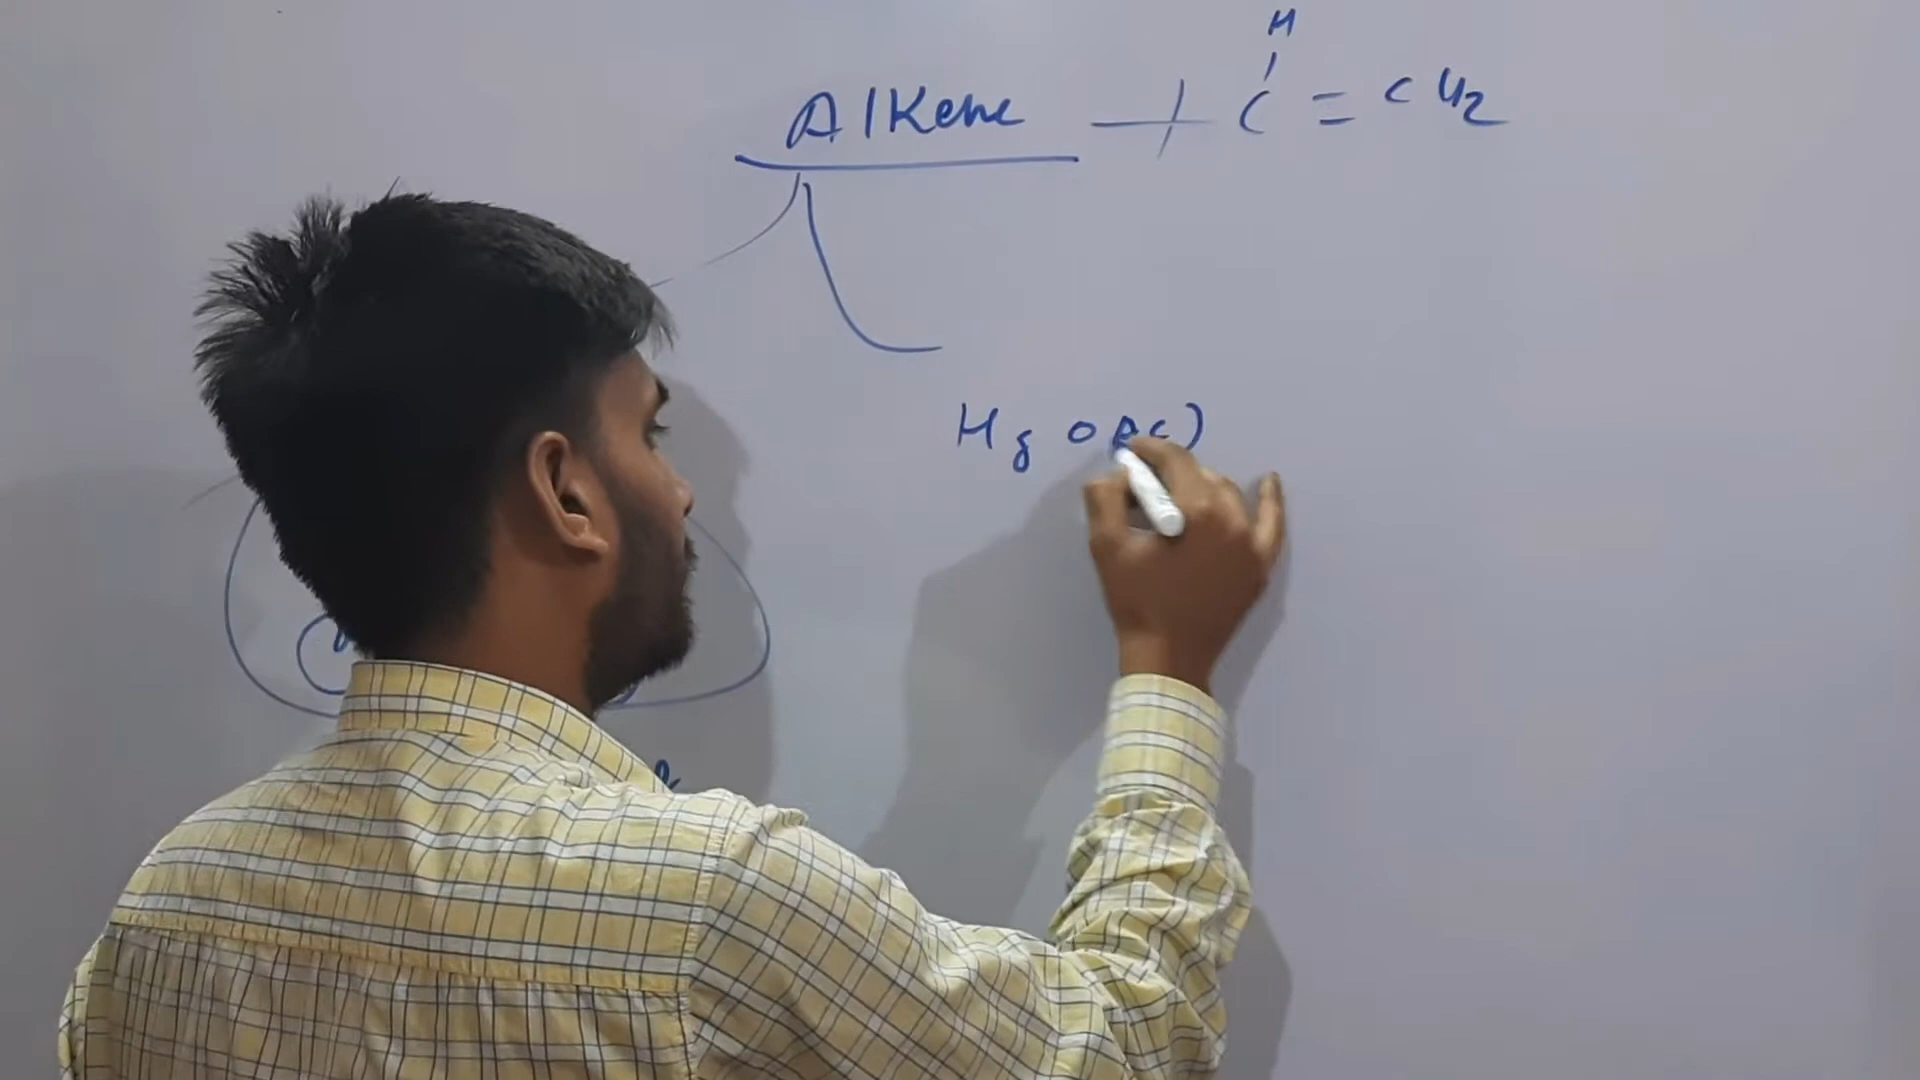 H
Alkene + C = CH2
Hg OAC)